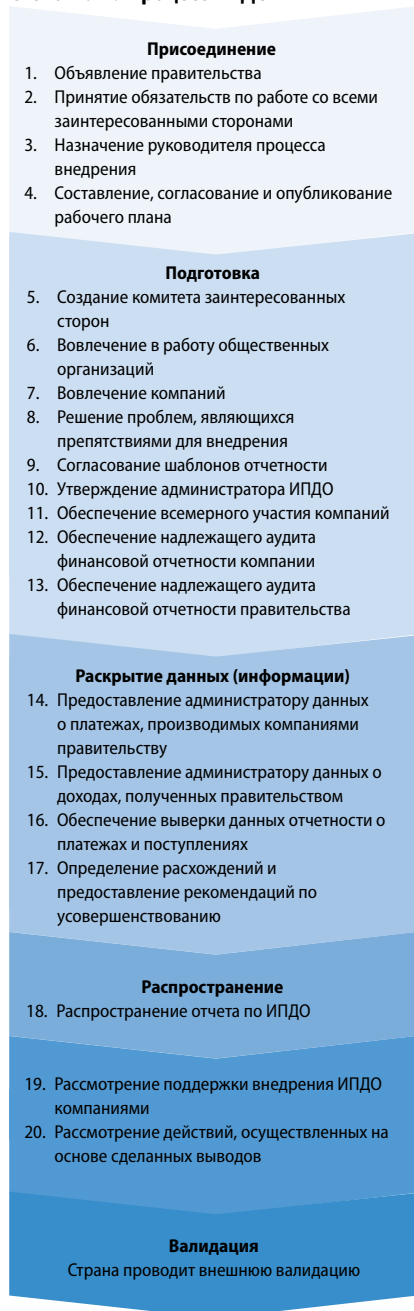 Присоединение
1. Объявление правительства
2. Принятие обязательств по работе со всеми
заинтересованными сторонами
3. Назначение руководителя процесса
внедрения
4. Составление, согласование и опубликование
рабочего плана
Подготовка
5. Создание комитета заинтересованных
сторон
6. Вовлечение в работу общественных
организаций
7. Вовлечение компаний
8. Решение проблем, являющихся
препятствиями для внедрения
9. Согласование шаблонов отчетности
10. Утверждение администратора ИПДО
11. Обеспечение всемерного участия компаний
12. Обеспечение надлежащего аудита
финансовой отчетности компании
13. Обеспечение надлежащего аудита
финансовой отчетности правительства
Раскрытие данных (информации)
14. Предоставление администратору данных
о платежах, производимых компаниями
правительству
15. Предоставление администратору данных о
доходах, полученных правительством
16. Обеспечение выверки данных отчетности о
платежах и поступлениях
17. Определение расхождений и
предоставление рекомендаций по
усовершенствованию
Распространение
18. Распространение отчета по ИПДО
19. Рассмотрение поддержки внедрения ИПДО
компаниями
20. Рассмотрение действий, осуществленных на
основе сделанных выводов
Валидация
Страна проводит внешнюю валидацию